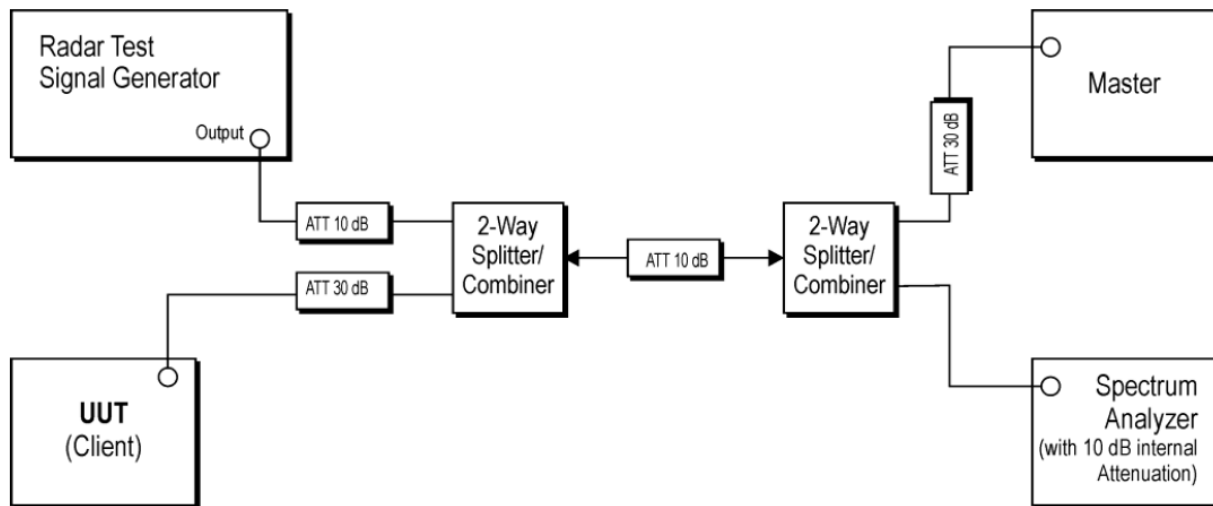 Radar Test
Signal Generator
Output
Master
ATT 30 dB
ATT 10 dB
2-Way
Splitter/
Combiner
ATT 10 dB
2-Way
Splitter/
Combiner
ATT 30 dB
UUT
(Client)
Spectrum
Analyzer
(with 10 dB internal
Attenuation)